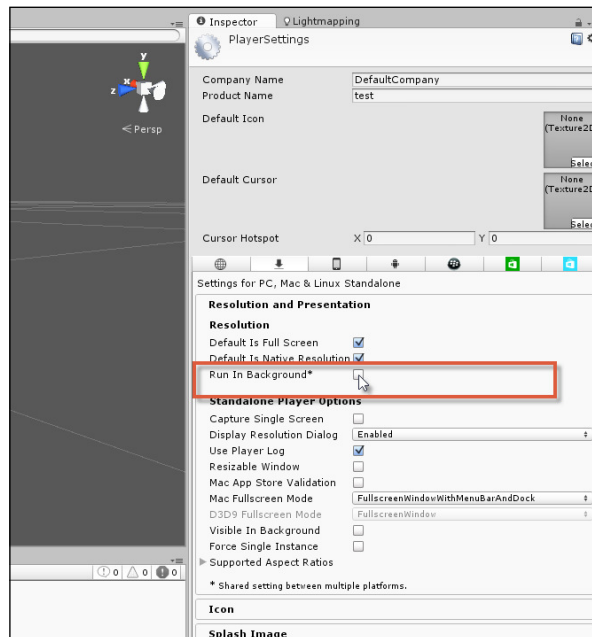 Inspector Lightmapping
PlayerSettings
Company Name DefaultCompany
Product Name test
Default Icon None
(Texture2D
Selec
Default Cursor None
(Texture2D
Selec
Cursor Hotspot X 0 Y 0
y
x
z
Persp
Settings for PC, Mac & Linux Standalone
Resolution and Presentation
Resolution
Default Is Full Screen
Default Is Native Resolution
Run In Background*
Standalone Player Options
Capture Single Screen
Display Resolution Dialog Enabled
Use Player Log
Resizable Window
Mac App Store Validation
Mac Fullscreen Mode FullscreenWindowWithMenuBarAndDock
D3D9 Fullscreen Mode FullscreenWindow
Visible In Background
Force Single Instance
Supported Aspect Ratios
0 0 0
* Shared setting between multiple platforms.
Icon
Splash Image